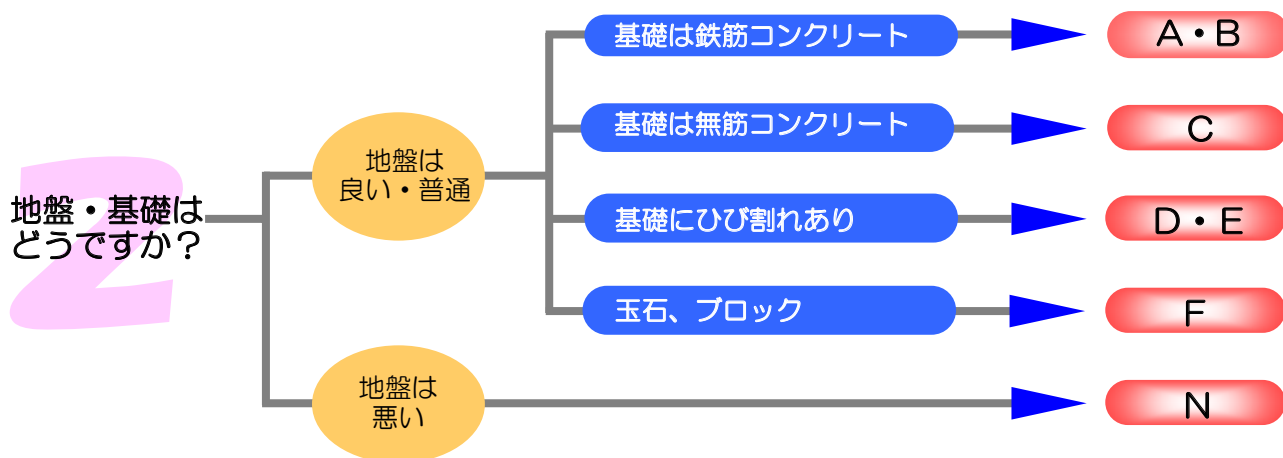 2
地盤・基礎は
どうですか？
地盤は
良い・普通
基礎は鉄筋コンクリート
A・B
基礎は無筋コンクリート
C
基礎にひび割れあり
D・E
玉石、ブロック
F
地盤は
悪い
N